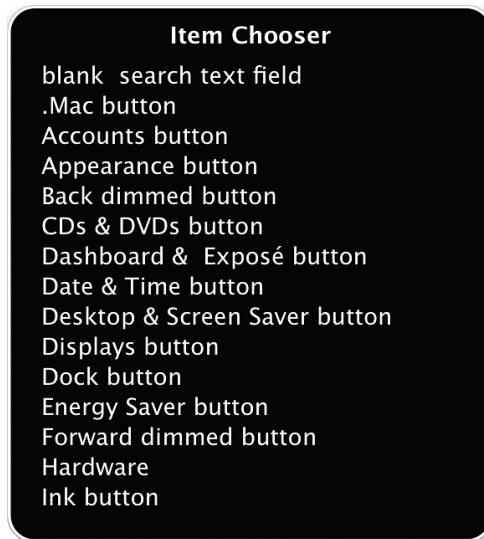 Item Chooser
blank  search text field
.Mac button
Accounts button
Appearance button
Back dimmed button
CDs & DVDs button
Dashboard &  Exposé button
Date & Time button
Desktop & Screen Saver button
Displays button
Dock button
Energy Saver button
Forward dimmed button
Hardware
Ink button